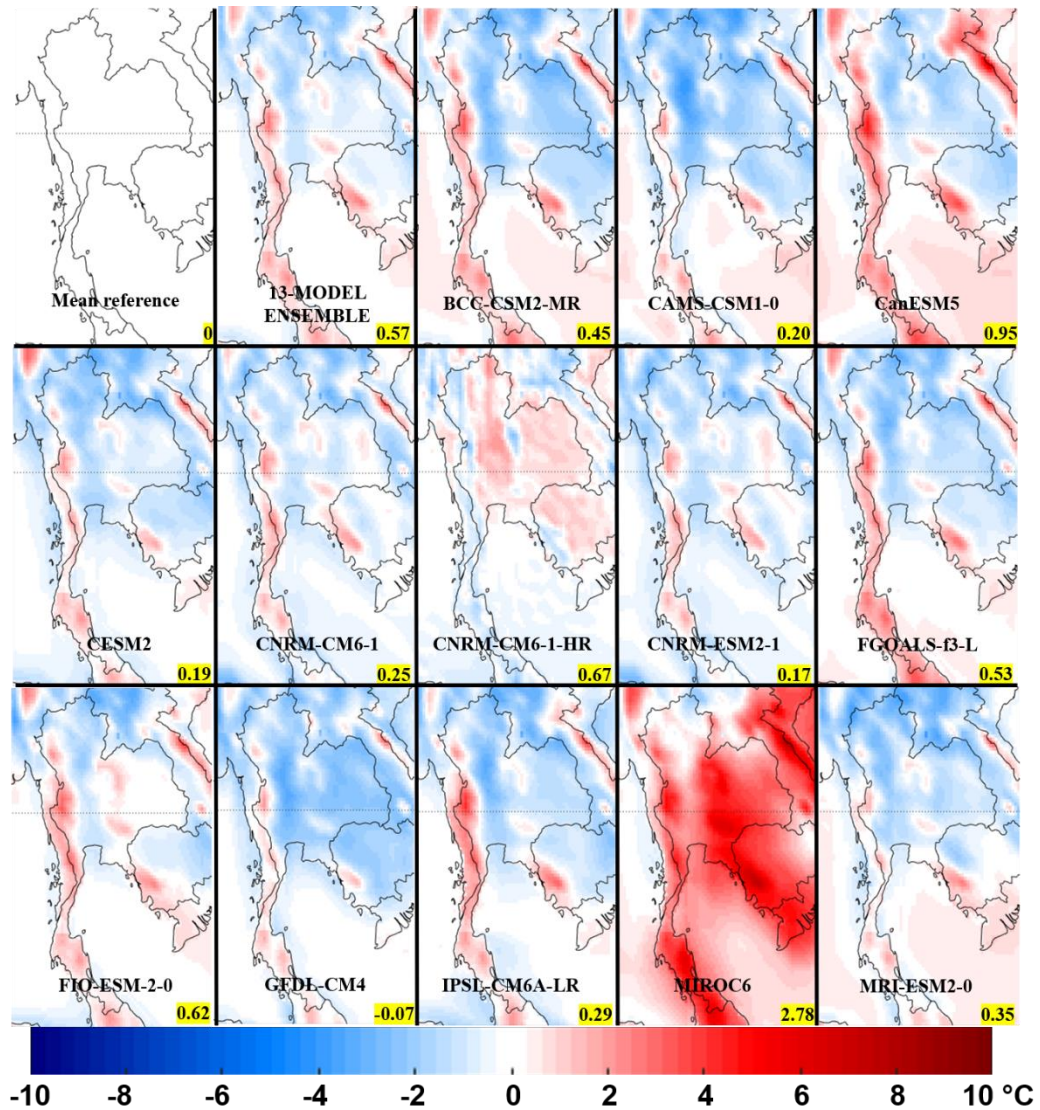 Mean reference
0
13-MODEL
ENSEMBLE
0.57
BCC-CSM2-MR
0.45
CAMS-CSM1-0
0.20
CanESM5
0.95
CESM2
0.19
CNRM-CM6-1
0.25
CNRM-CM6-1-HR
0.67
CNRM-ESM2-1
0.17
FGOALS-f3-L
0.53
FIO-ESM-2-0
0.62
GFDL-CM4
-0.07
IPSL-CM6A-LR
0.29
MIROC6
2.78
MRI-ESM2-0
0.35
-10 -8 -6 -4 -2 0 2 4 6 8 10 °C